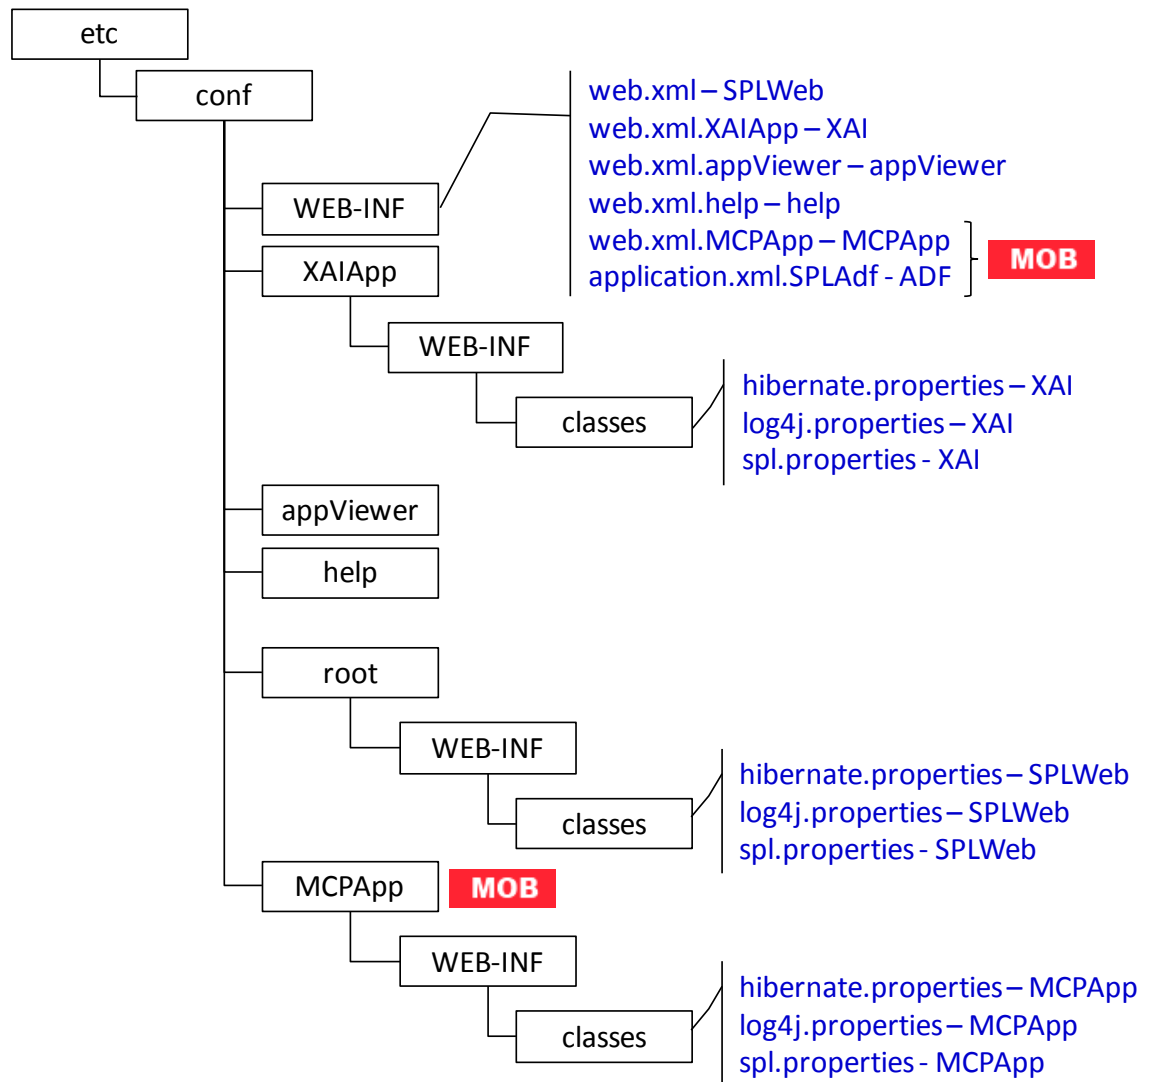 etc
conf
WEB-INF
web.xml – SPLWeb
web.xml.XAIApp – XAI
web.xml.appViewer – appViewer
web.xml.help – help
web.xml.MCPApp – MCPApp
application.xml.SPLAdf - ADF
MOB
XAIApp
WEB-INF
classes
hibernate.properties – XAI
log4j.properties – XAI
spl.properties - XAI
appViewer
help
root
WEB-INF
classes
hibernate.properties – SPLWeb
log4j.properties – SPLWeb
spl.properties - SPLWeb
MCPApp
MOB
WEB-INF
classes
hibernate.properties – MCPApp
log4j.properties – MCPApp
spl.properties - MCPApp